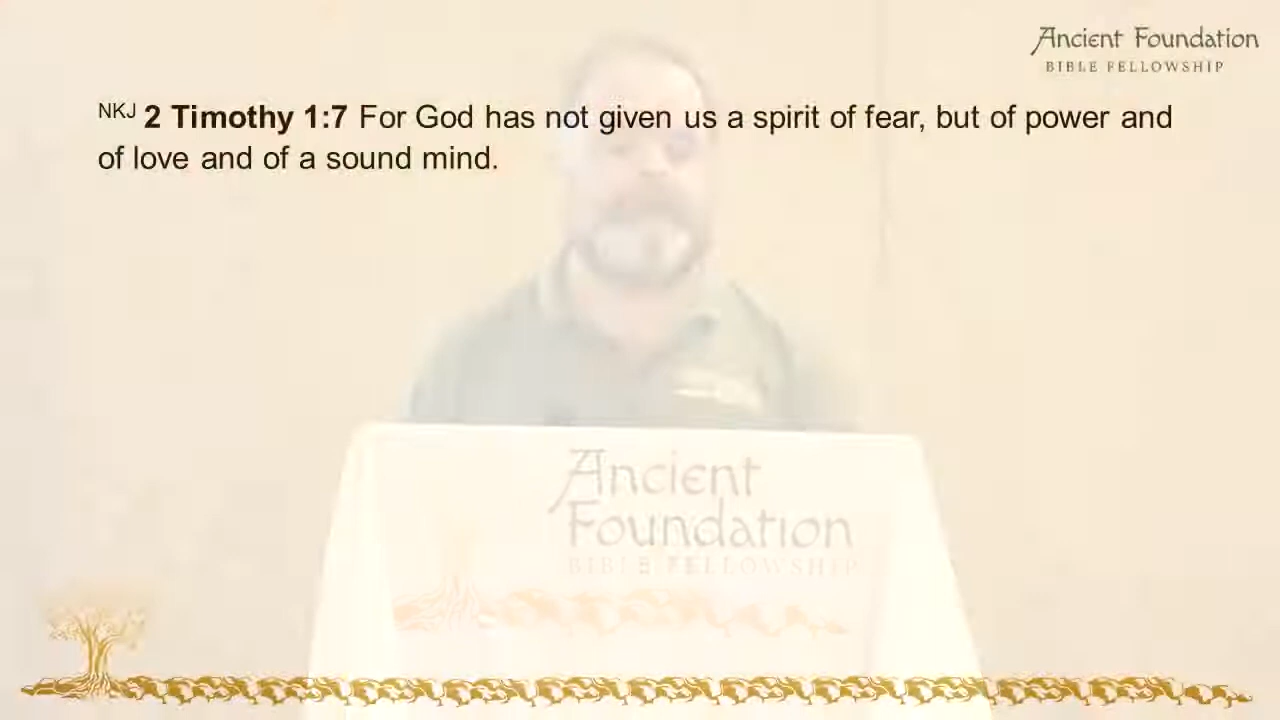 Ancient Foundation
BIBLE FELLOWSHIP
NKJ 2 Timothy 1:7 For God has not given us a spirit of fear, but of power and
of love and of a sound mind.
Ancient
Foundation
BIBLE FELLOWSHIP